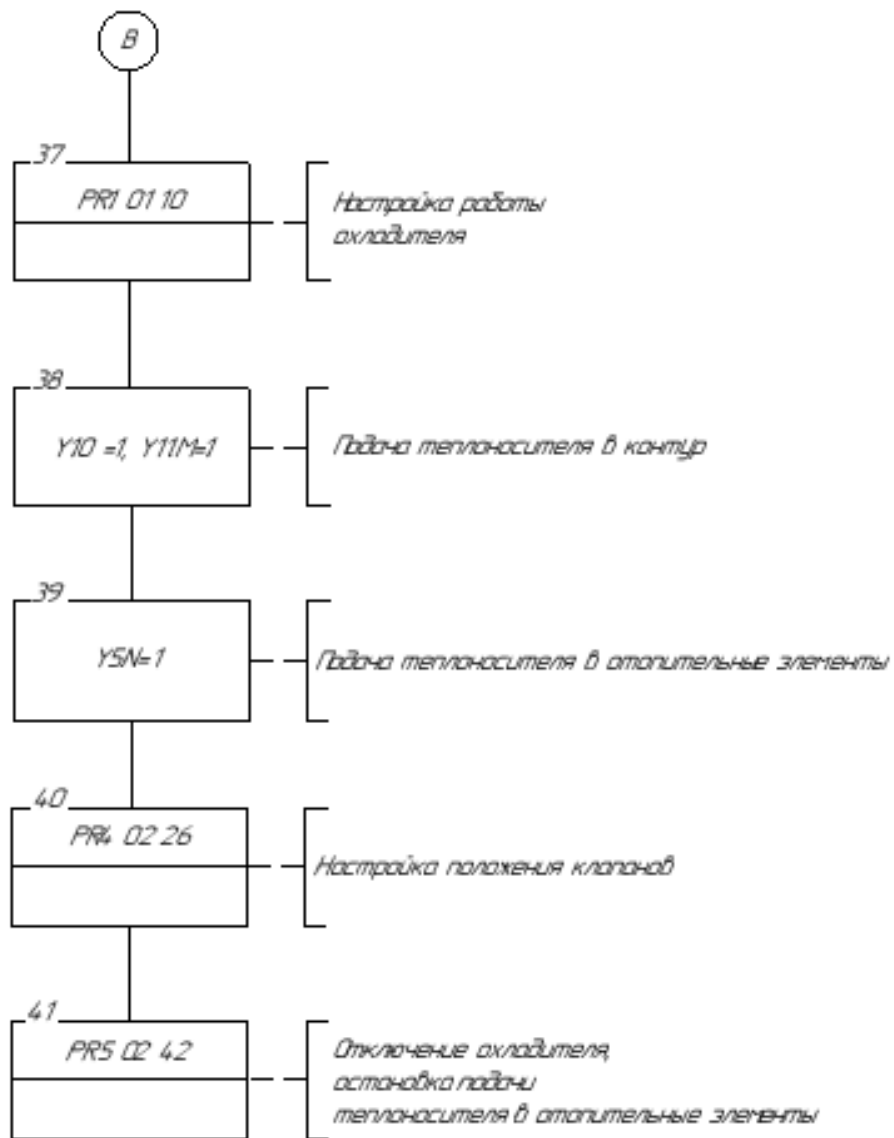 В
37
PR1 01 10
Настройка работы
охладителя
38
Y10 =1, Y11M=1
Подача теплоносителя в контур
39
Y5N=1
Подача теплоносителя в отопительные элементы
40
PR4 02 26
Настройка положения клапанов
41
PR5 02 42
Отключение охладителя,
остановка подачи
теплоносителя в отопительные элементы